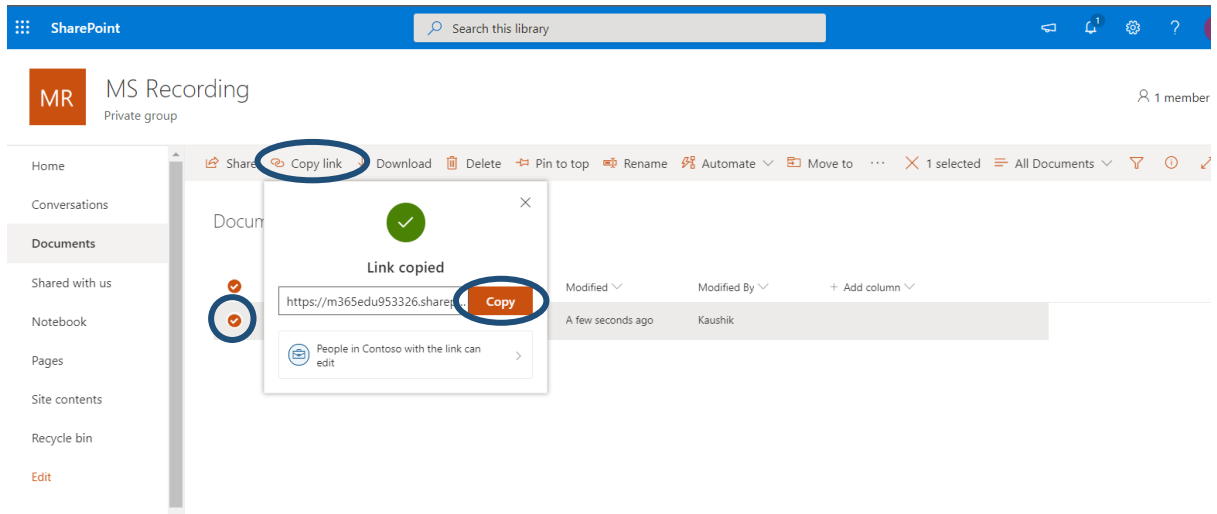 SharePoint
Search this library
1
MR
MS Recording
Private group
1 member
Home
Conversations
Documents
Shared with us
Notebook
Pages
Site contents
Recycle bin
Edit
Share Copy link Download Delete Pin to top Rename Automate Move to ... 1 selected All Documents
Docum
Link copied
https://m365edu953326.sharep... Copy
People in Contoso with the link can
edit
Modified Modified By + Add column
A few seconds ago Kaushik